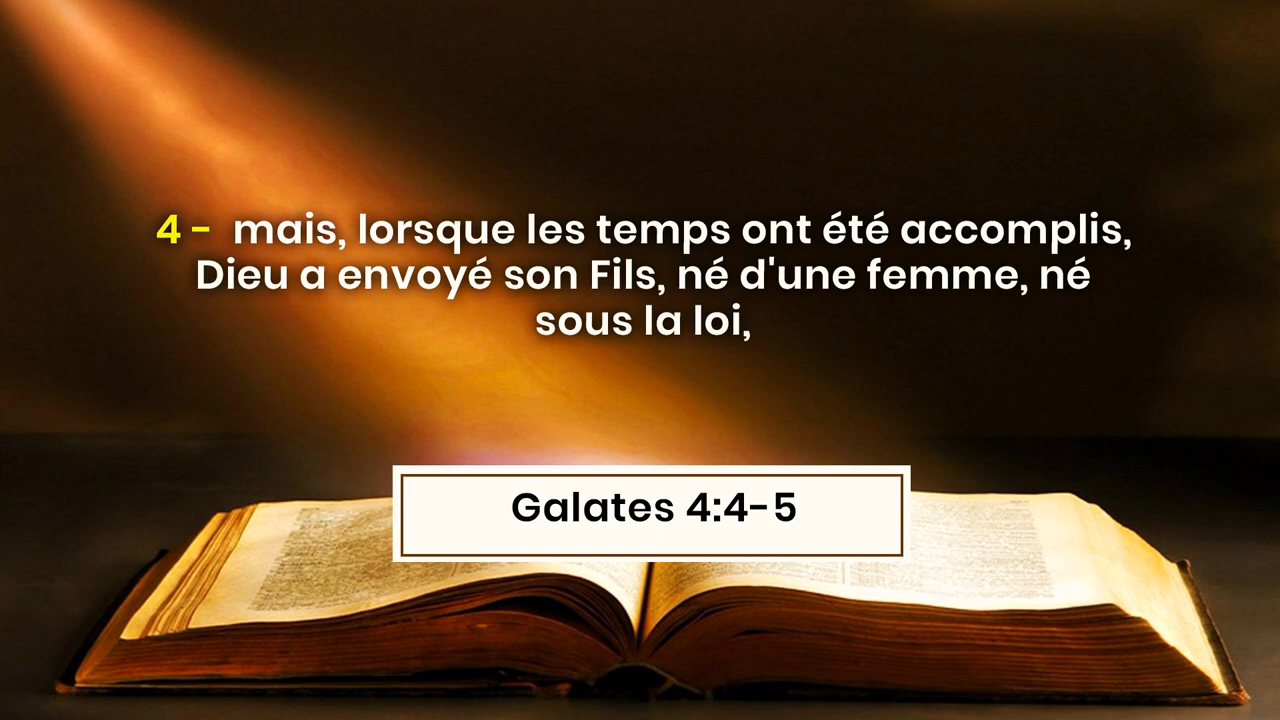 4 - mais, lorsque les temps ont été accomplis,
Dieu a envoyé son Fils, né d'une femme, né
sous la loi,
Galates 4:4-5